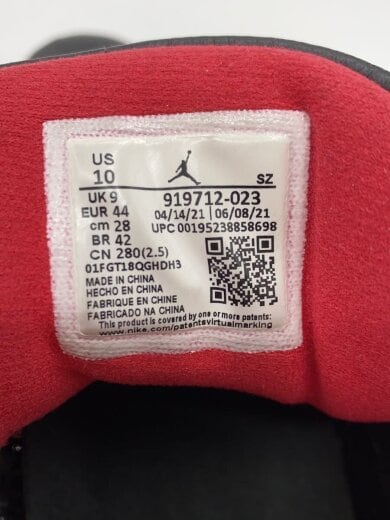 US
10
SZ
UK 9
919712-023
EUR 44
04/14/21 06/08/21
cm 28
UPC 00195238858698
BR 42
CN 280(2.5)
01FGT18QGHDH3
MADE IN CHINA
HECHO EN CHINA
FABRIQUE EN CHINE
FABRICADO NA CHINA
This product is covered by one or more patents:
www.nike.com/patentsvirtualmarking